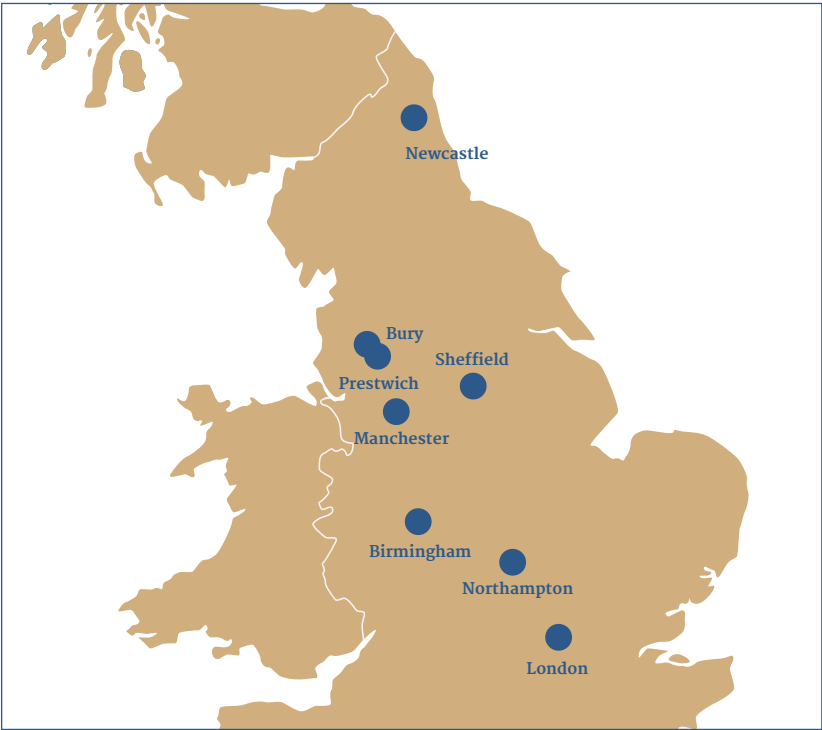 Newcastle
Bury
Sheffield
Prestwich
Manchester
Birmingham
Northampton
London